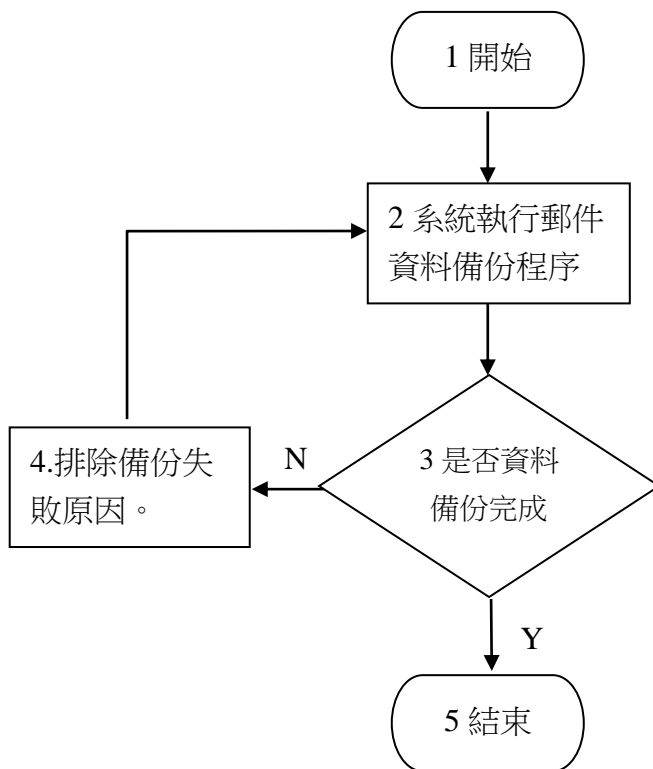 1 開始
2 系統執行郵件
資料備份程序
3 是否資料
備份完成
N
4.排除備份失
敗原因。
Y
5 結束